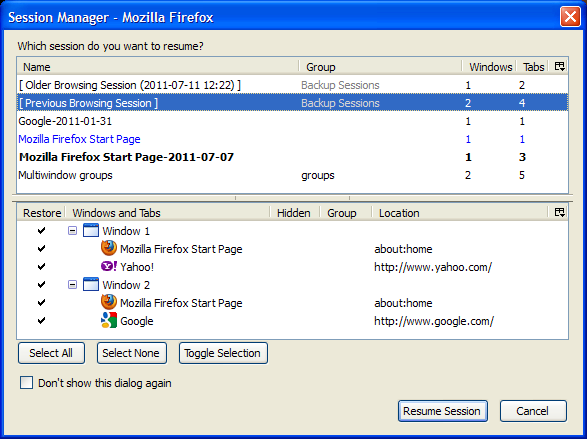 Session Manager - Mozilla Firefox
Which session do you want to resume?
Name Group Windows Tabs
[ Older Browsing Session (2011-07-11 12:22) ] Backup Sessions 1 2
[ Previous Browsing Session ] Backup Sessions 2 4
Google-2011-01-31 1 1
Mozilla Firefox Start Page 1 1
Mozilla Firefox Start Page-2011-07-07 1 3
Multiwindow groups groups 2 5
Restore Windows and Tabs Hidden Group Location
Window 1
Mozilla Firefox Start Page about:home
Y! Yahoo! http://www.yahoo.com/
Window 2
Mozilla Firefox Start Page about:home
Google http://www.google.com/
Select All Select None Toggle Selection
Don't show this dialog again
Resume Session Cancel